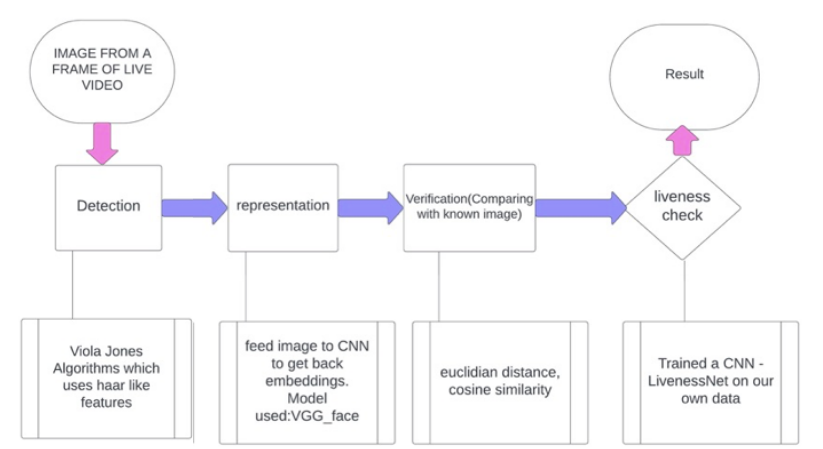 IMAGE FROM A
FRAME OF LIVE
VIDEO
Result
Detection
representation
Verification(Comparing
with known image)
liveness
check
Viola Jones
Algorithms which
uses haar like
features
feed image to CNN
to get back
embeddings.
Model
used:VGG_face
euclidian distance,
cosine similarity
Trained a CNN -
LivenessNet on our
own data